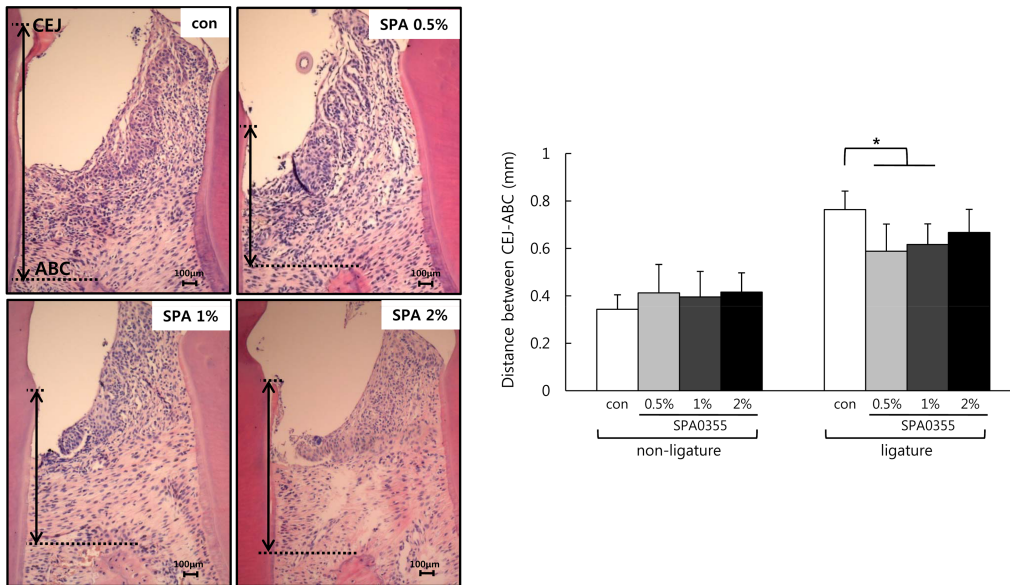 CEJ
con
ABC
100μm
SPA 0.5%
100μm
SPA 1%
100μm
SPA 2%
100μm
Distance between CEJ-ABC (mm)
1
0.8
0.6
0.4
0.2
0
*
con 0.5% 1% 2% con 0.5% 1% 2%
SPA0355 SPA0355
non-ligature ligature